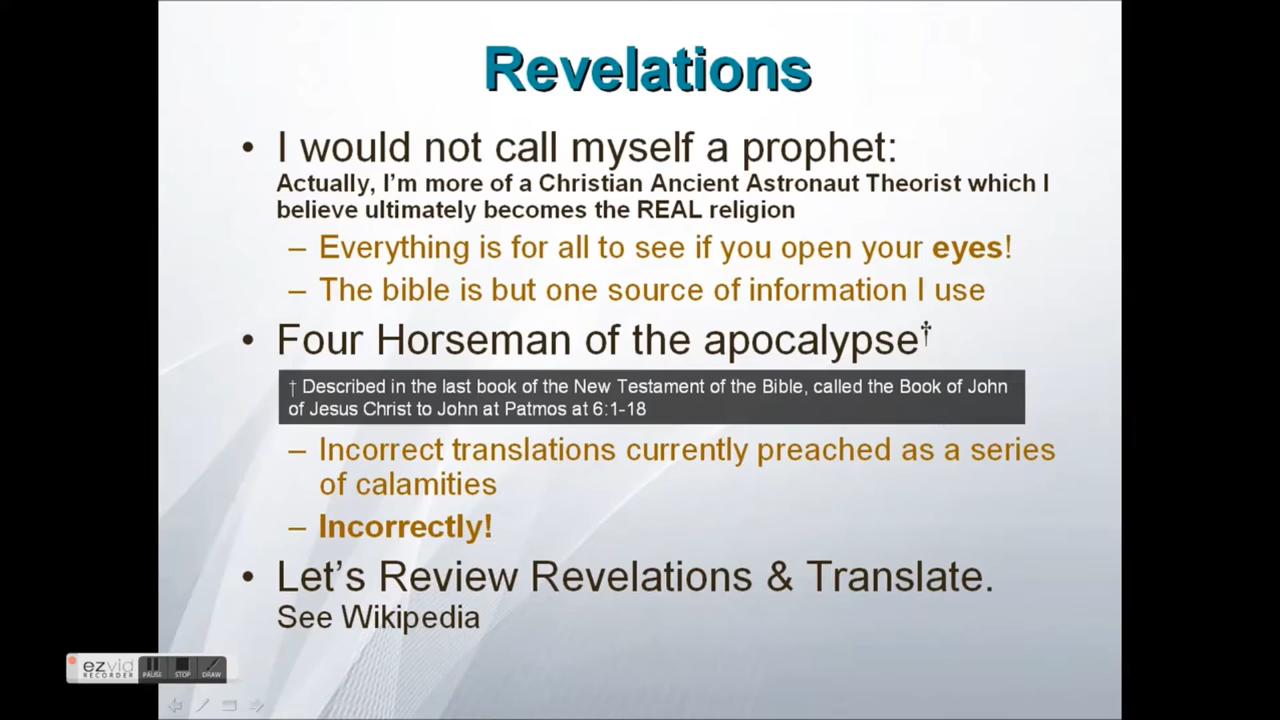 Revelations
• I would not call myself a prophet:
Actually, I'm more of a Christian Ancient Astronaut Theorist which I
believe ultimately becomes the REAL religion
– Everything is for all to see if you open your eyes!
– The bible is but one source of information I use
• Four Horseman of the apocalypse†
† Described in the last book of the New Testament of the Bible, called the Book of John
of Jesus Christ to John at Patmos at 6:1-18
– Incorrect translations currently preached as a series
of calamities
– Incorrectly!
• Let's Review Revelations & Translate.
See Wikipedia
ezvid
RECORDER
PAUSE STOP DRAW